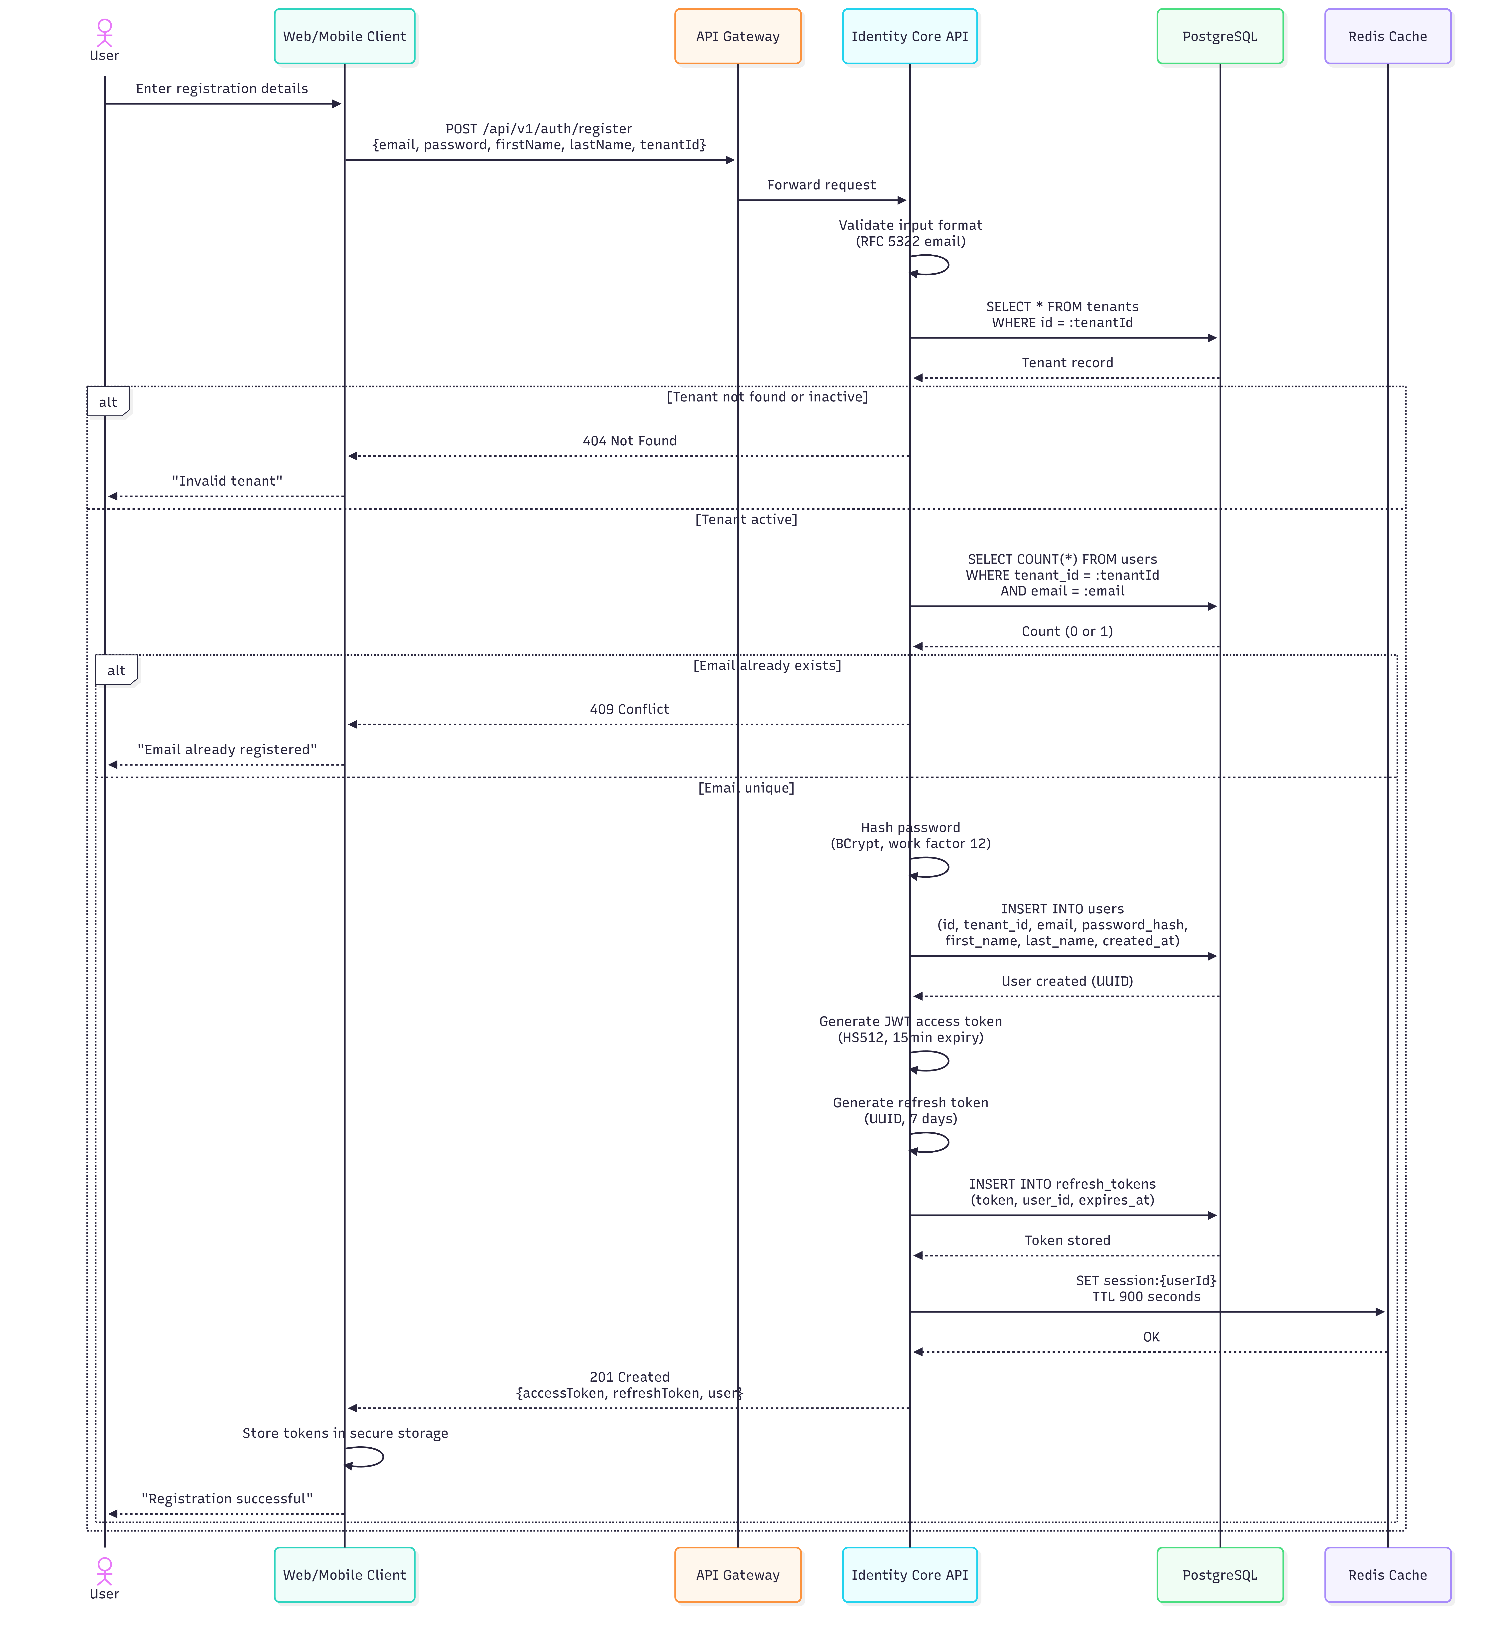 User
Web/Mobile Client
API Gateway
Identity Core API
PostgreSQL
Redis Cache
Enter registration details
POST /api/v1/auth/register
{email, password, firstName, lastName, tenantId}
Forward request
Validate input format
(RFC 5322 email)
SELECT * FROM tenants
WHERE id = :tenantId
Tenant record
alt
[Tenant not found or inactive]
404 Not Found
"Invalid tenant"
[Tenant active]
SELECT COUNT(*) FROM users
WHERE tenant_id = :tenantId
AND email = :email
Count (0 or 1)
alt
[Email already exists]
409 Conflict
"Email already registered"
[Email unique]
Hash password
(BCrypt, work factor 12)
INSERT INTO users
(id, tenant_id, email, password_hash,
first_name, last_name, created_at)
User created (UUID)
Generate JWT access token
(HS512, 15min expiry)
Generate refresh token
(UUID, 7 days)
INSERT INTO refresh_tokens
(token, user_id, expires_at)
Token stored
SET session:{userId}
TTL 900 seconds
OK
201 Created
{accessToken, refreshToken, user}
Store tokens in secure storage
"Registration successful"
User
Web/Mobile Client
API Gateway
Identity Core API
PostgreSQL
Redis Cache